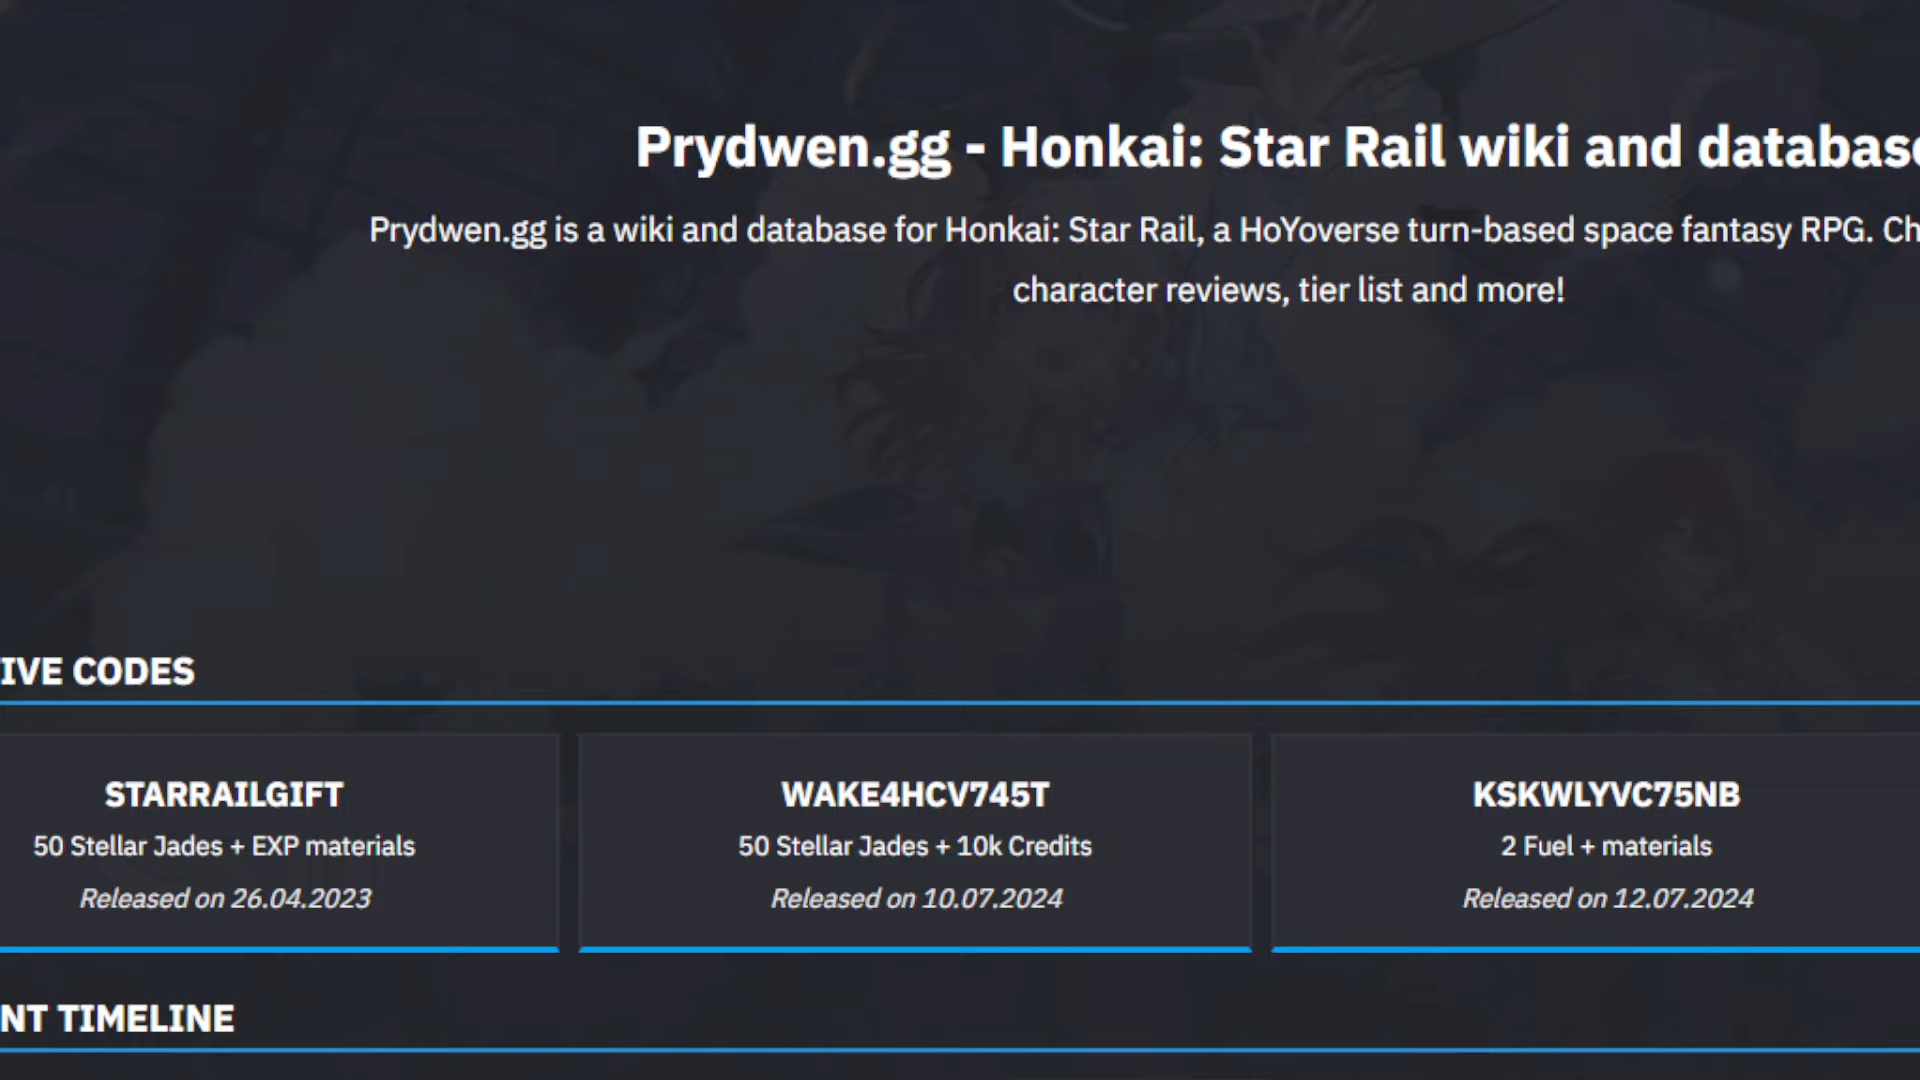 Prydwen.gg - Honkai: Star Rail wiki and databas
Prydwen.gg is a wiki and database for Honkai: Star Rail, a HoYoverse turn-based space fantasy RPG. Ch
character reviews, tier list and more!
IVE CODES
STARRAILGIFT
50 Stellar Jades + EXP materials
Released on 26.04.2023
WAKE4HCV745T
50 Stellar Jades + 10k Credits
Released on 10.07.2024
KSKWLYVC75NB
2 Fuel + materials
Released on 12.07.2024
NT TIMELINE